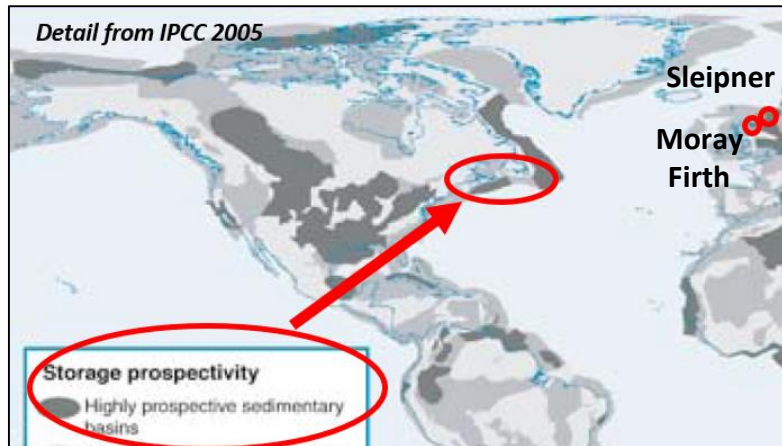 Detail from IPCC 2005
Sleipner
Moray
Firth
Storage prospectivity
Highly prospective sedimentary
basins